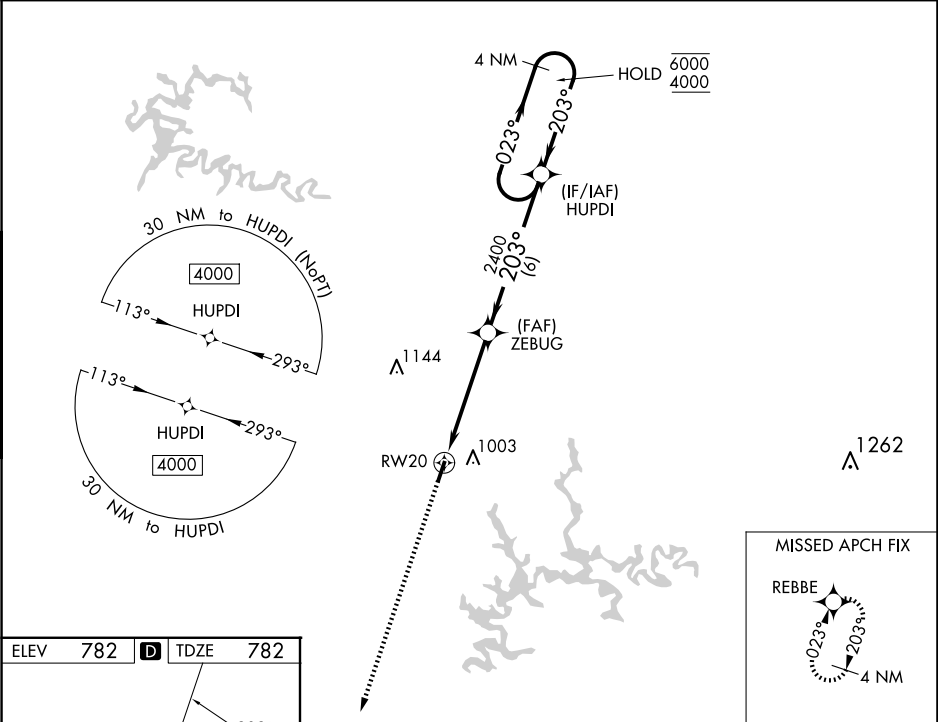 4 NM
HOLD 6000
4000
023°
203°
(IF/IAF)
HUPDI
30 NM to HUPDI (NoPT)
4000
HUPDI
113°
293°
2400
203°
(6)
(FAF)
ZEBUG
1144
113°
HUPDI
293°
4000
30 NM to HUPDI
RW20
1003
1262
MISSED APCH FIX
REBBE
023°
203°
4 NM
ELEV 782 D TDZE 782